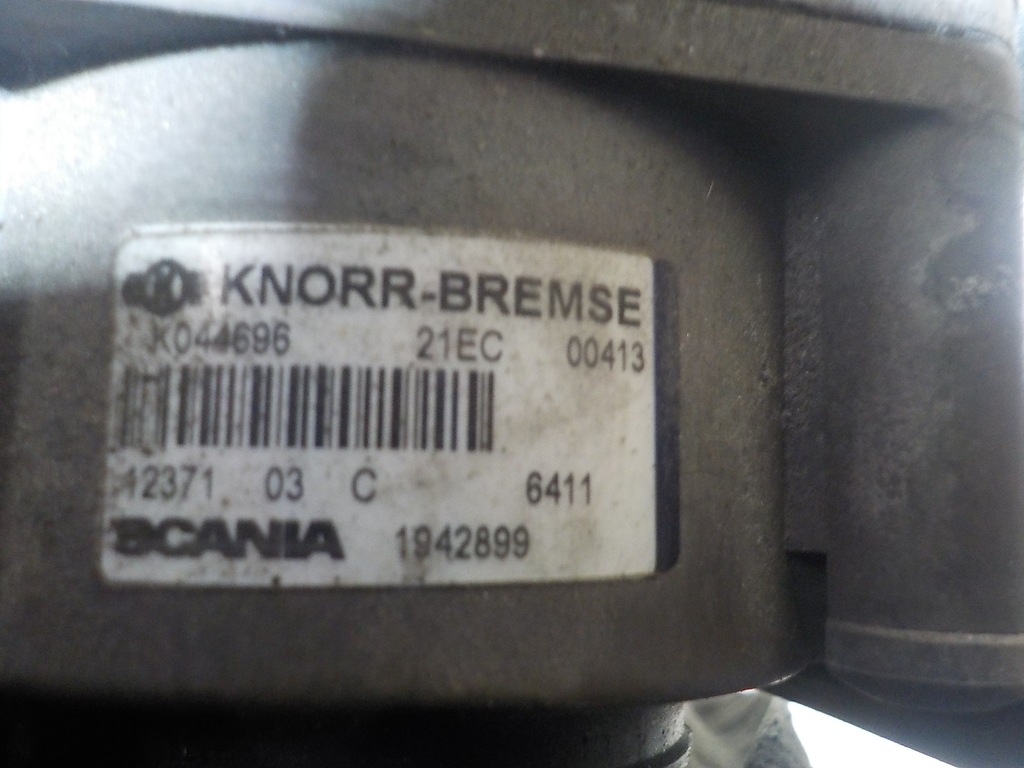 KNORR-BREMSE
K044696 21EC 00413
12371 03 C 6411
SCANIA 1942899